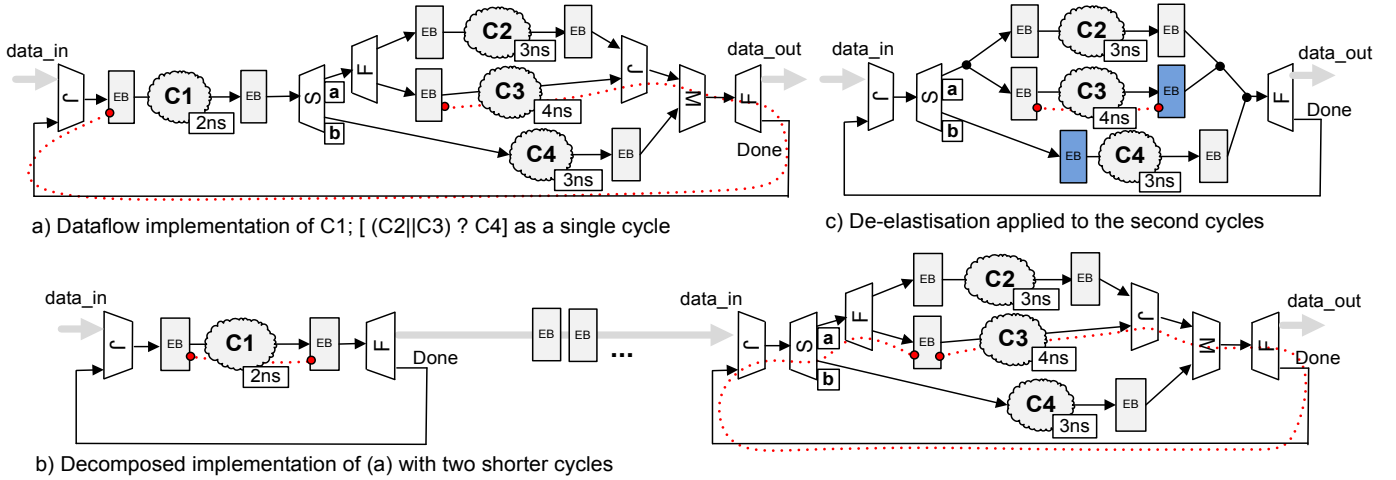 data_in
J
EB
C1
2ns
EB
S
a
b
F
EB
C2
3ns
EB
EB
C3
4ns
J
C4
3ns
EB
M
F
data_out
Done
a) Dataflow implementation of C1; [ (C2||C3) ? C4] as a single cycle
data_in
J
S
a
b
EB
C2
3ns
EB
EB
C3
4ns
EB
EB
C4
3ns
EB
F
data_out
Done
c) De-elastisation applied to the second cycles
data_in
J
EB
C1
2ns
EB
F
Done
EB
EB
...
data_in
J
S
a
b
F
EB
C2
3ns
EB
EB
C3
4ns
J
C4
3ns
EB
M
F
data_out
Done
b) Decomposed implementation of (a) with two shorter cycles